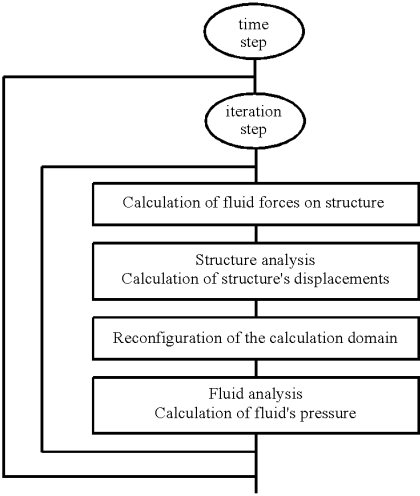 time
step
iteration
step
Calculation of fluid forces on structure
Structure analysis
Calculation of structure's displacements
Reconfiguration of the calculation domain
Fluid analysis
Calculation of fluid's pressure